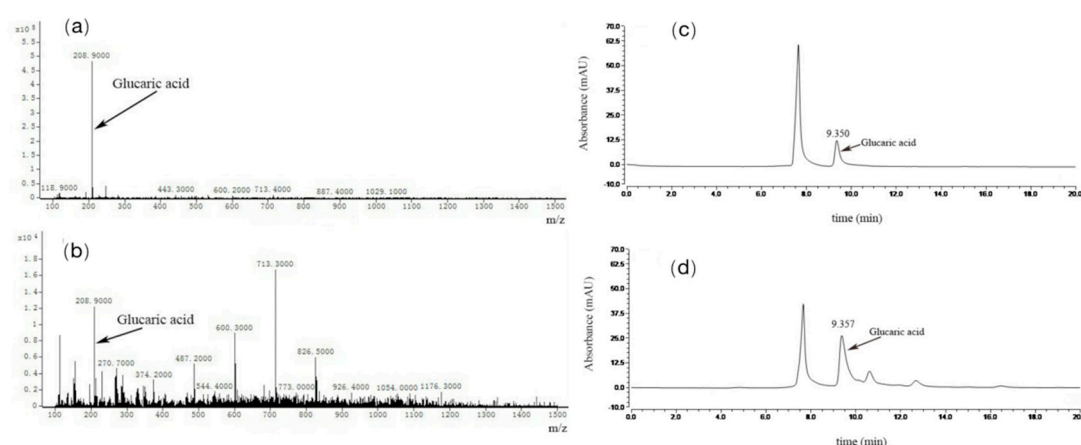 (a)
x10 8
5.5
5
4.5
4
3.5
3
2.5
2
1.5
1
0.5
0
208.9000
Glucaric acid
118.9000 443.3000 600.2000 713.4000 887.4000 1029.1000
100 200 300 400 500 600 700 800 900 1000 1100 1200 1300 1400 1500
m/z
(b)
x10 4
1.8
1.6
1.4
1.2
1
0.8
0.6
0.4
0.2
0
713.3000
208.9000
Glucaric acid
600.3000
826.5000
487.2000
270.7000
374.2000
544.4000 773.0000 926.4000 1054.0000 1176.3000
100 200 300 400 500 600 700 800 900 1000 1100 1200 1300 1400 1500
m/z
(c)
Absorbance (mAU)
70.0
62.5
50.0
37.5
25.0
12.5
0.0
-10.0
9.350
Glucaric acid
0.0 2.0 4.0 6.0 8.0 10.0 12.0 14.0 16.0 18.0 20.0
time (min)
(d)
Absorbance (mAU)
70.0
62.5
50.0
37.5
25.0
12.5
0.0
-10.0
9.357
Glucaric acid
0.0 2.0 4.0 6.0 8.0 10.0 12.0 14.0 16.0 18.0 20
time (min)